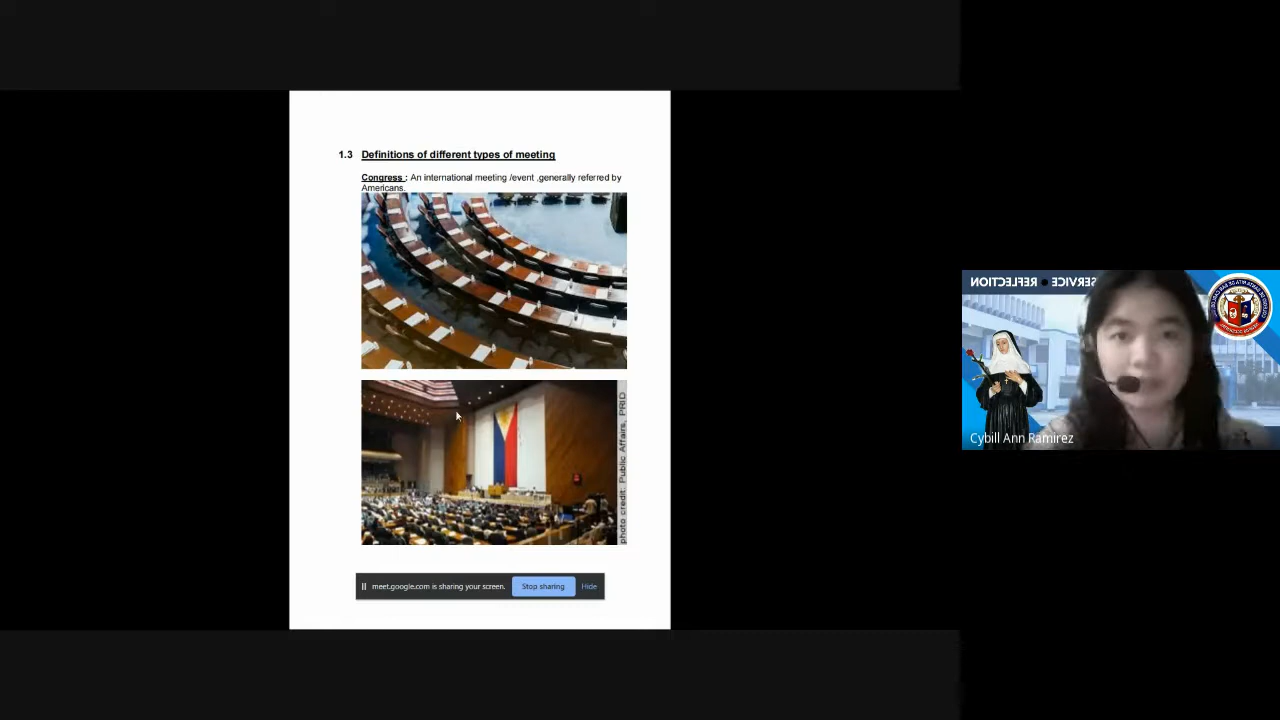 1.3 Definitions of different types of meeting
Congress : An international meeting /event ,generally referred by
Americans.
photo credit: Public Affairs, PRID
meet.google.com is sharing your screen. Stop sharing Hide
SERVICE ● REFLECTION
Cybill Ann Ramirez